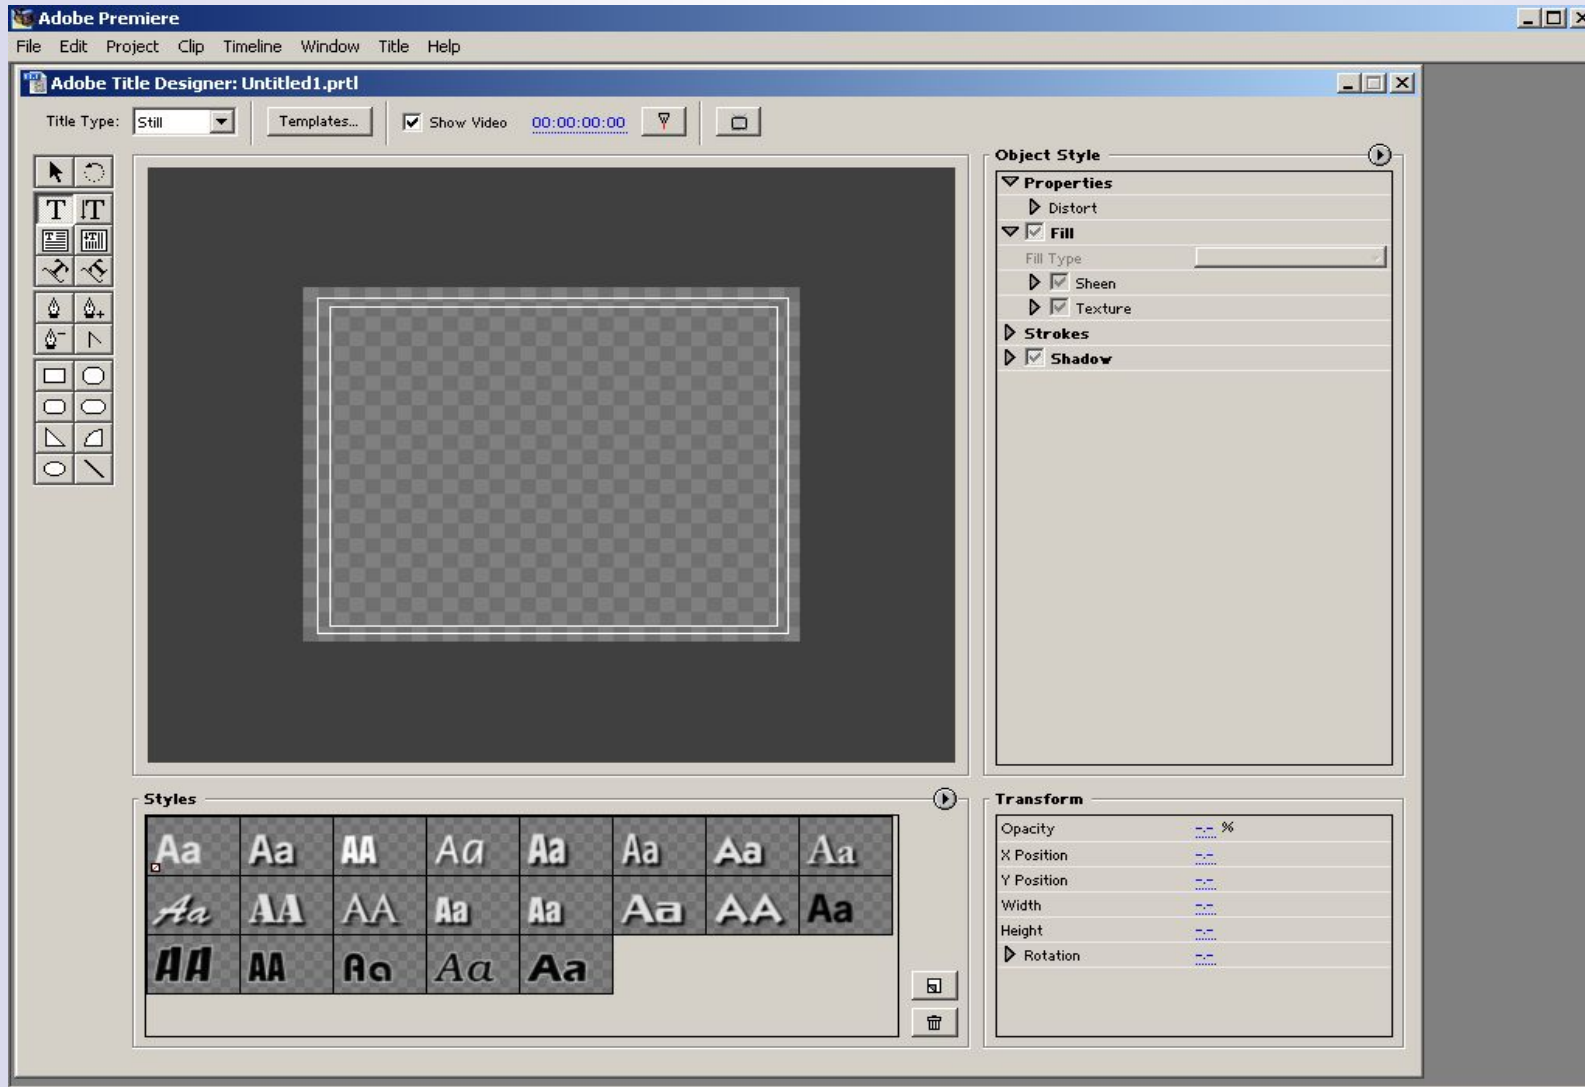 Adobe Premiere
File Edit Project Clip Timeline Window Title Help
Adobe Title Designer: Untitled1.prtl
Title Type: Still Templates... Show Video 00:00:00:00
Object Style
Properties
Distort
Fill
Fill Type
Sheen
Texture
Strokes
Shadow
Styles
Aa Aa AA Aa Aa Aa Aa Aa
Aa AA AA Aa Aa Aa AA Aa
AA AA Aa Aa Aa
Transform
Opacity -.- %
X Position -.-
Y Position -.-
Width -.-
Height -.-
Rotation -.-